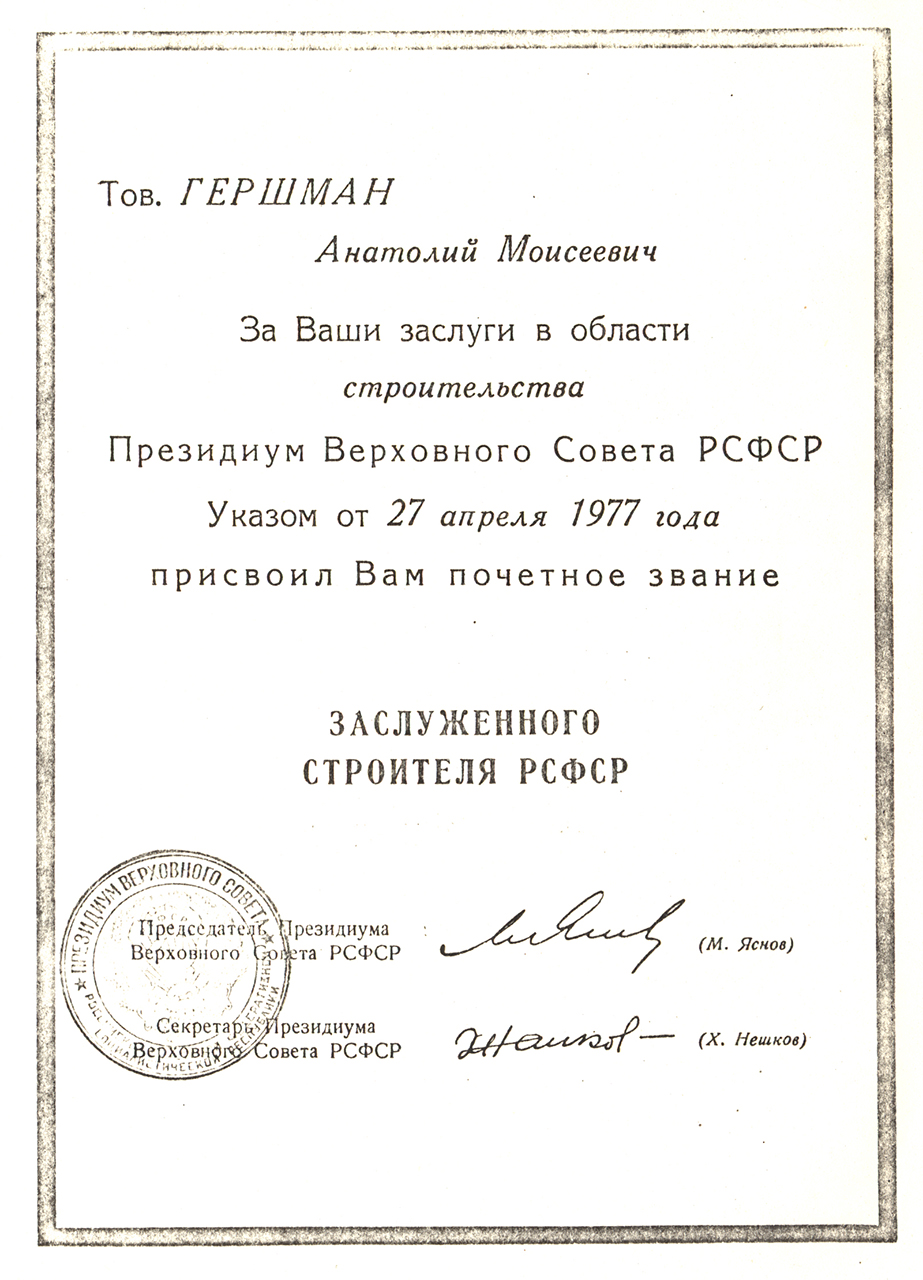 Тов. ГЕРШМАН
Анатолий Моисеевич
За Ваши заслуги в области
строительства
Президиум Верховного Совета РСФСР
Указом от 27 апреля 1977 года
присвоил Вам почетное звание
ЗАСЛУЖЕННОГО
СТРОИТЕЛЯ РСФСР
ПРЕЗИДИУМ ВЕРХОВНОГО СОВЕТА
Председатель Президиума
Верховного Совета РСФСР
(М. Яснов)
Секретарь Президиума
Верховного Совета РСФСР
(Х. Нешков)